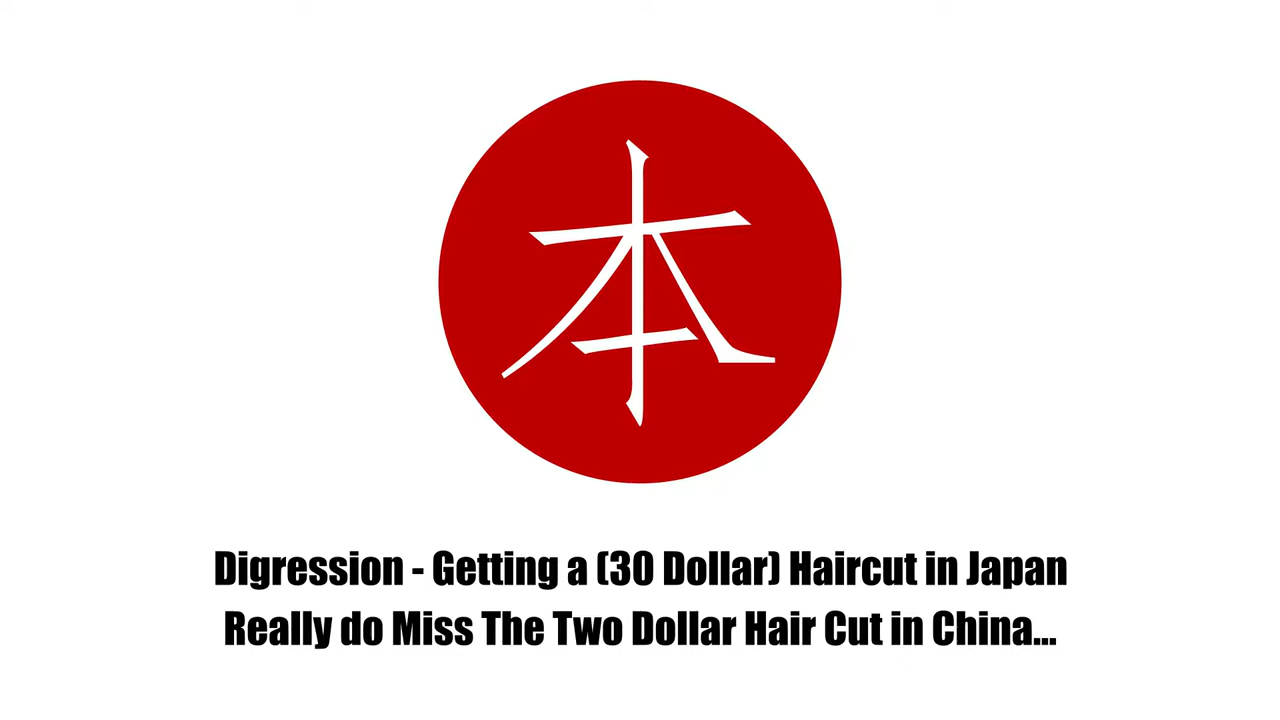 本
Digression - Getting a (30 Dollar) Haircut in Japan
Really do Miss The Two Dollar Hair Cut in China...